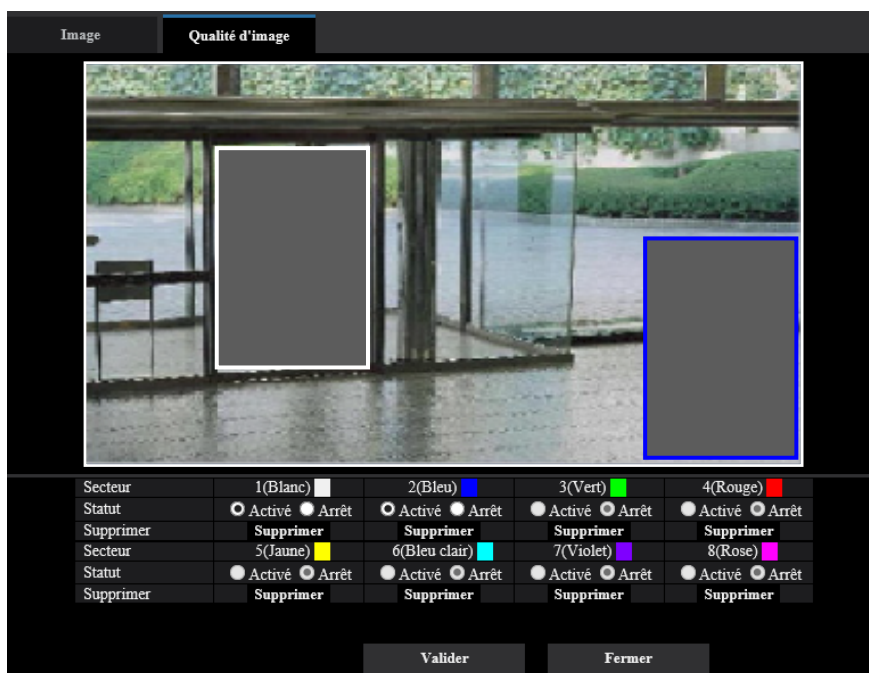 Image Qualité d'image
Secteur 1(Blanc) 2(Bleu) 3(Vert) 4(Rouge)
Statut Activé Arrêt Activé Arrêt Activé Arrêt Activé Arrêt
Supprimer Supprimer Supprimer Supprimer Supprimer
Secteur 5(Jaune) 6(Bleu clair) 7(Violet) 8(Rose)
Statut Activé Arrêt Activé Arrêt Activé Arrêt Activé Arrêt
Supprimer Supprimer Supprimer Supprimer Supprimer
Valider Fermer